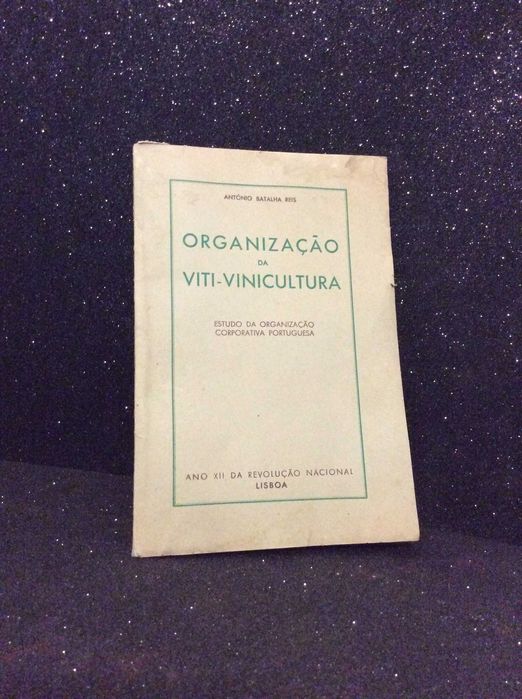 ANTÓNIO BATALHA REIS
ORGANIZAÇÃO
DA
VITI-VINICULTURA
ESTUDO DA ORGANIZAÇÃO
CORPORATIVA PORTUGUESA
ANO XII DA REVOLUÇÃO NACIONAL
LISBOA